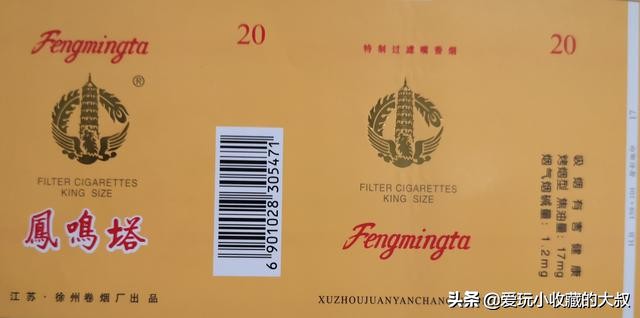 Fengmingta
20
®
FILTER CIGARETTES
KING SIZE
鳳鳴塔
江苏·徐州卷烟厂出品
6 901028 305471
特制过滤嘴香烟
20
FILTER CIGARETTES
KING SIZE
Fengmingta
XUZHOUJUANYANCHANG
吸烟有害健康
烤烟型 焦油量：17mg
烟气烟碱量：1.2mg
17
头条 @爱玩小收藏的大叔